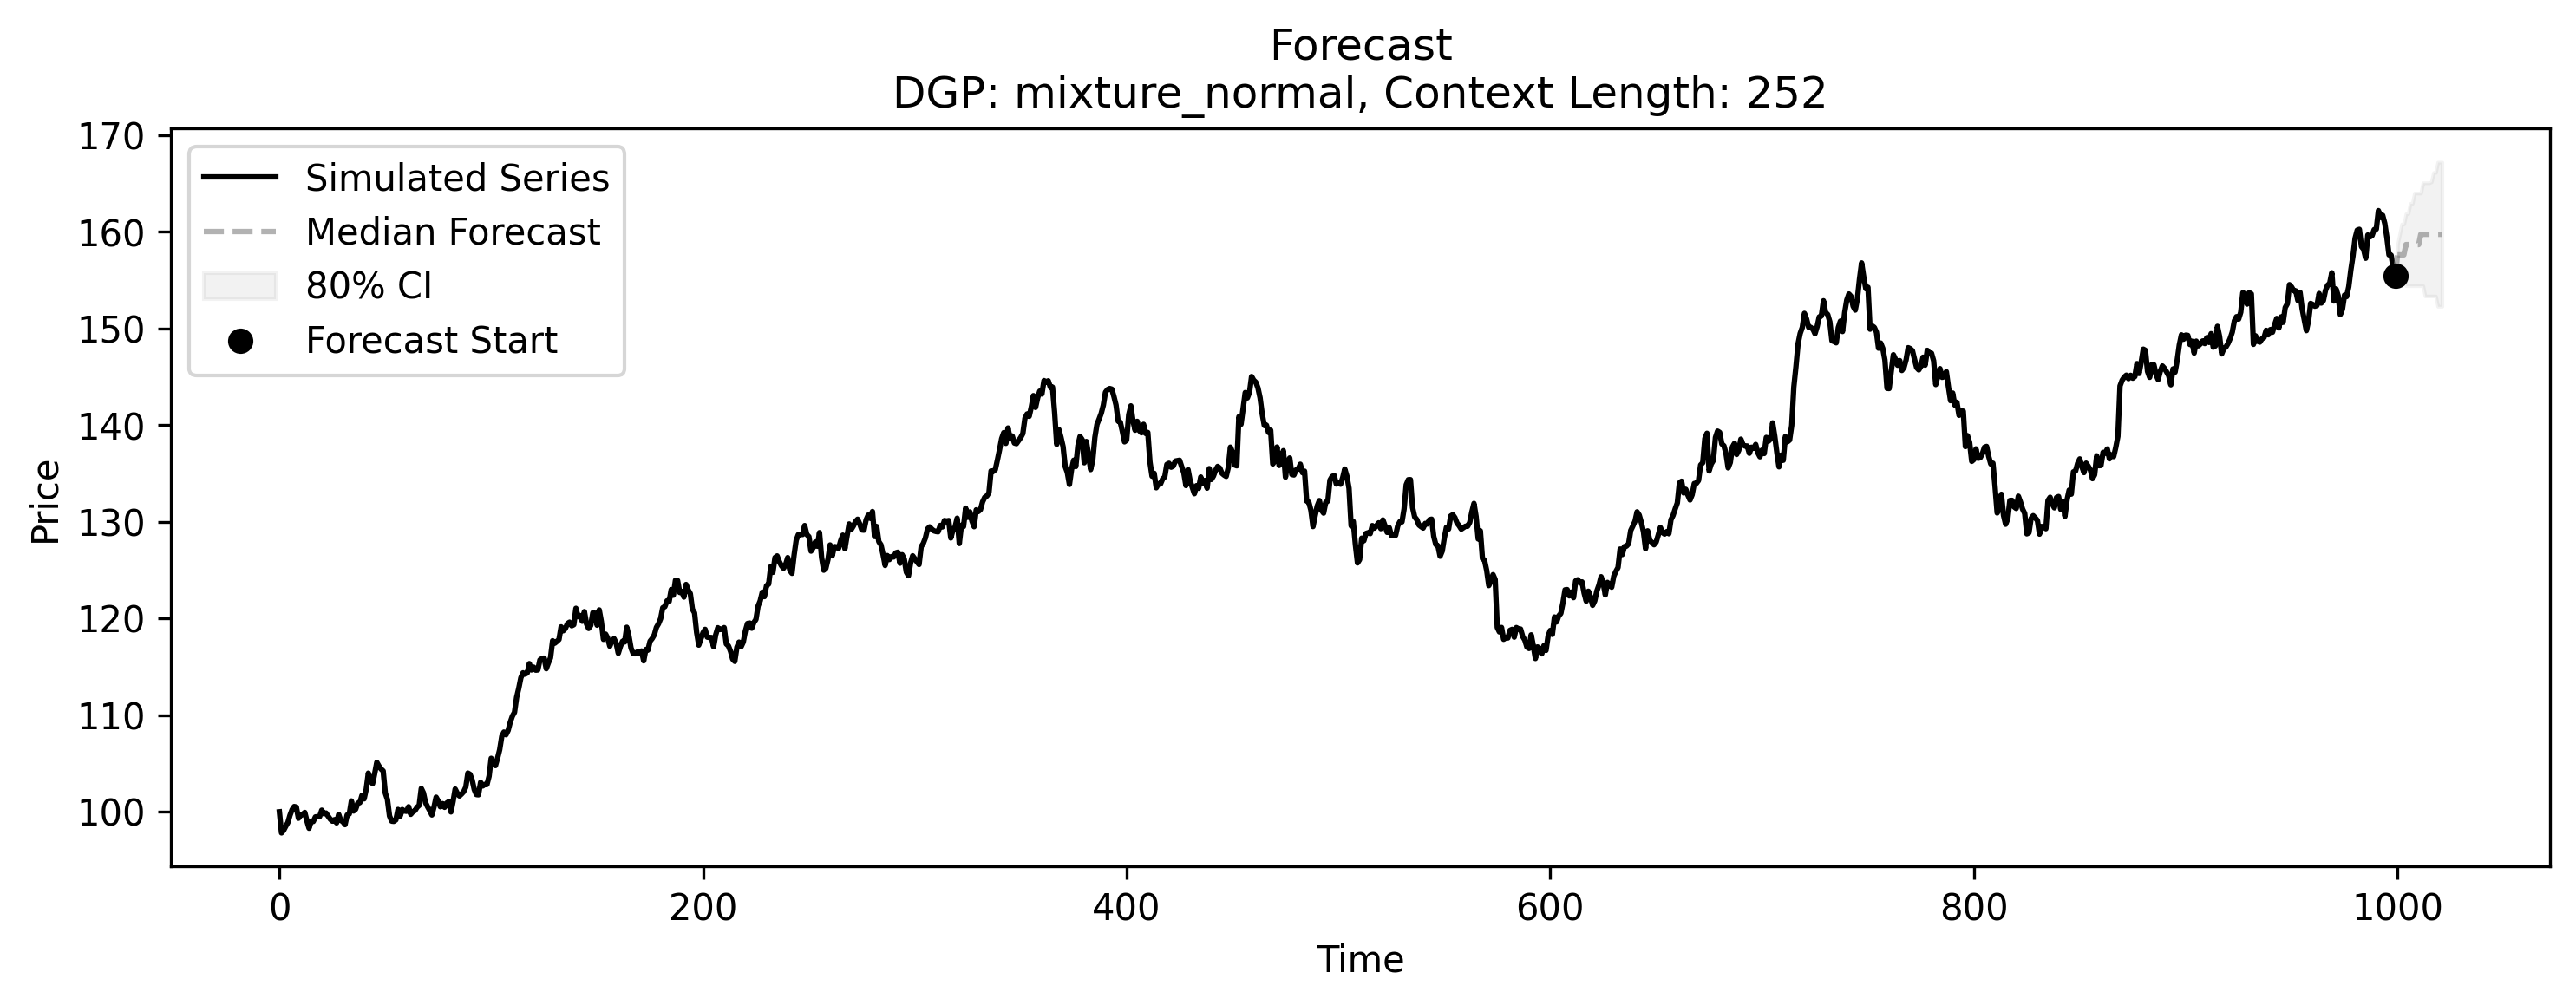 Forecast
DGP: mixture_normal, Context Length: 252
170
160
150
140
130
120
110
100
Price
Simulated Series
Median Forecast
80% CI
Forecast Start
0
200
400
600
800
1000
Time